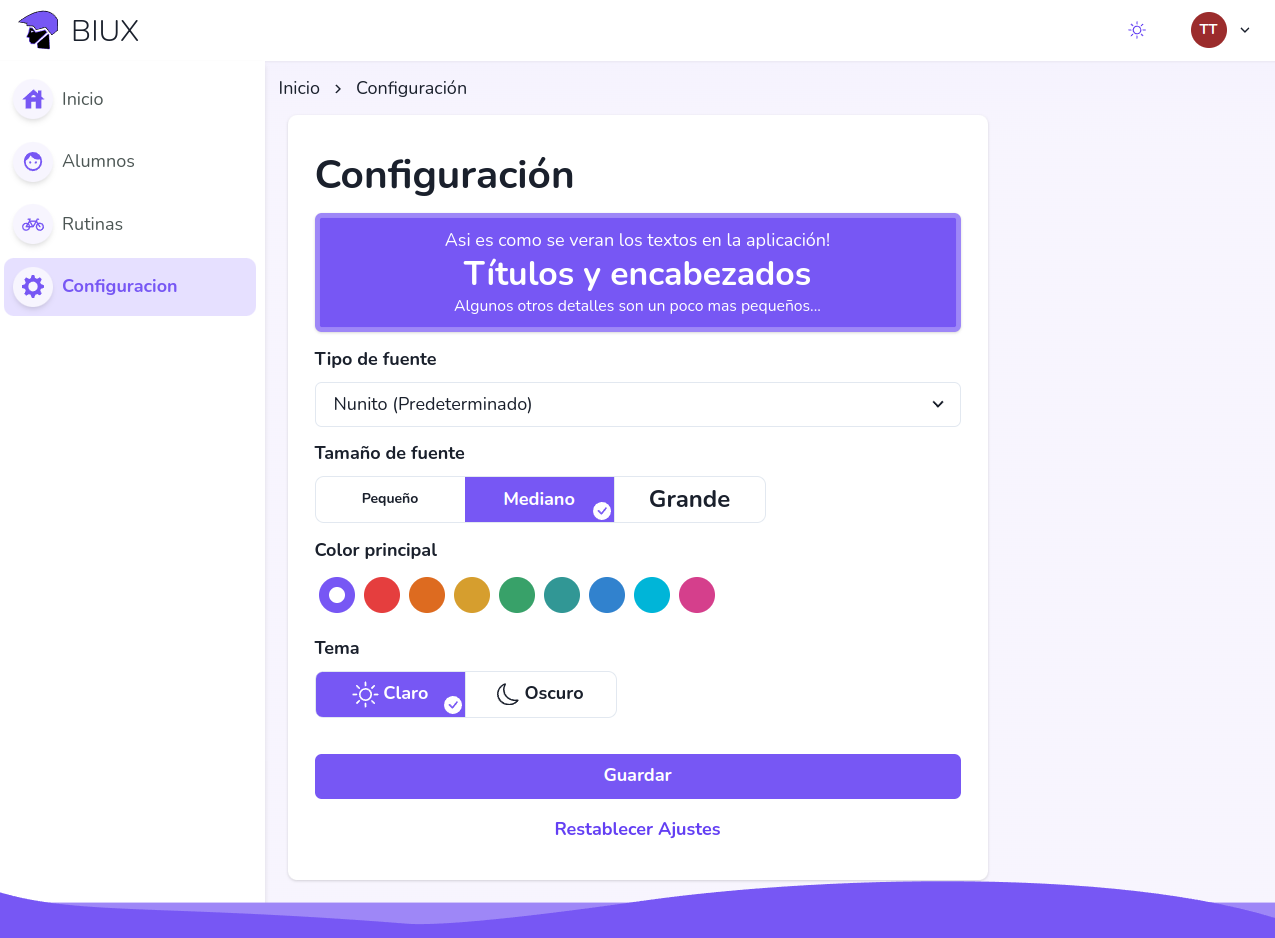 BIUX
TT
Inicio
Alumnos
Rutinas
Configuracion
Inicio > Configuración
Configuración
Asi es como se veran los textos en la aplicación!
Títulos y encabezados
Algunos otros detalles son un poco mas pequeños...
Tipo de fuente
Nunito (Predeterminado)
Tamaño de fuente
Pequeño Mediano Grande
Color principal
Tema
Claro Oscuro
Guardar
Restablecer Ajustes